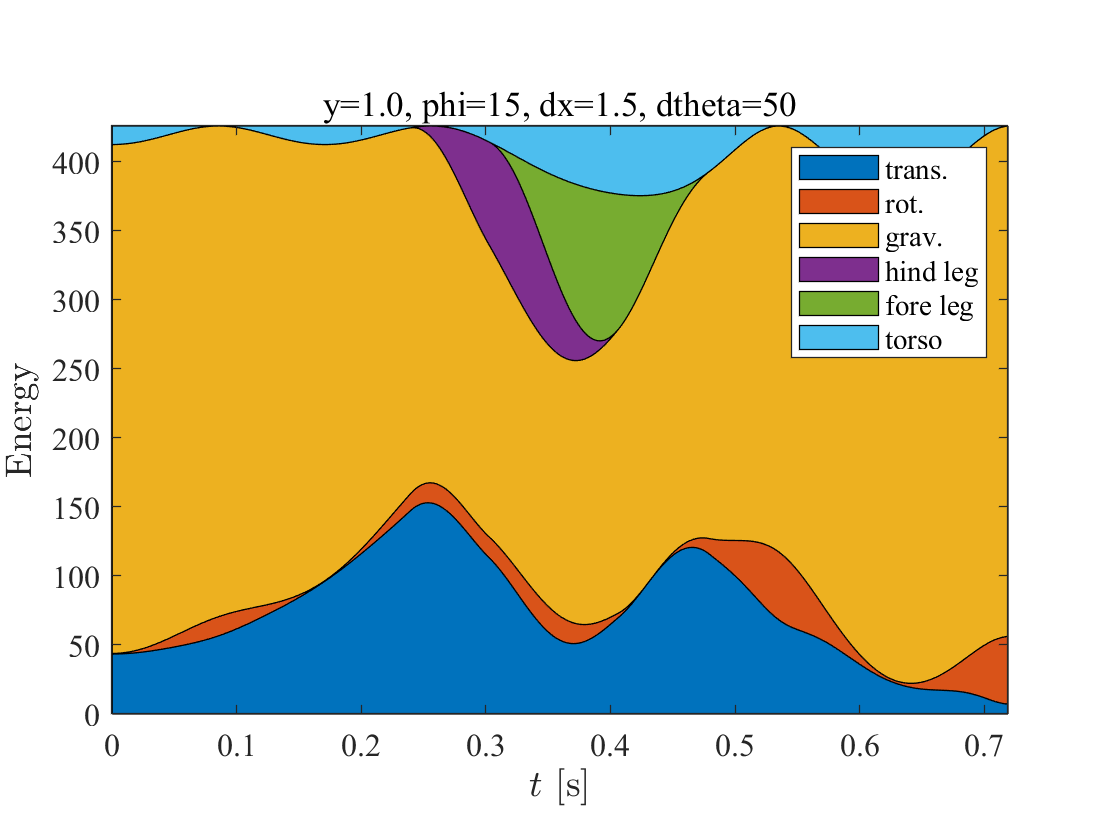 y=1.0, phi=15, dx=1.5, dtheta=50
400
350
300
250
200
150
100
50
0
Energy
trans.
rot.
grav.
hind leg
fore leg
torso
0 0.1 0.2 0.3 0.4 0.5 0.6 0.7
t [s]